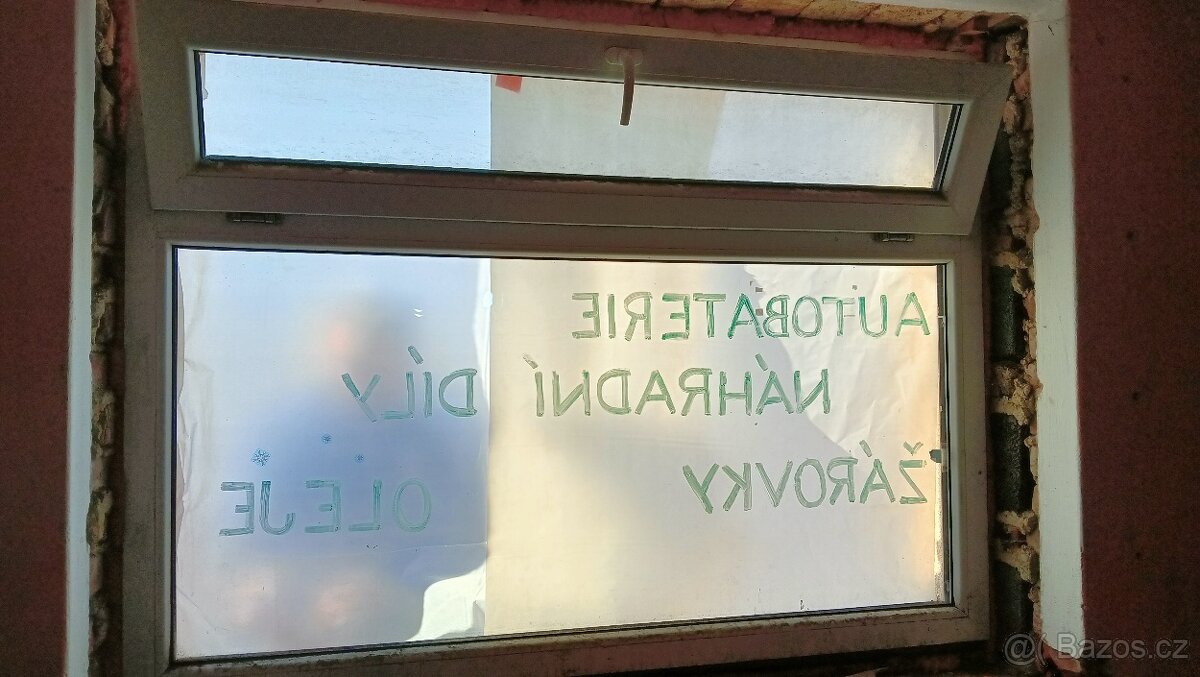 AUTOBATERIE
NÁHRADNÍ DÍLY
ŽÁROVKY
OLEJE
@ Bazos.cz